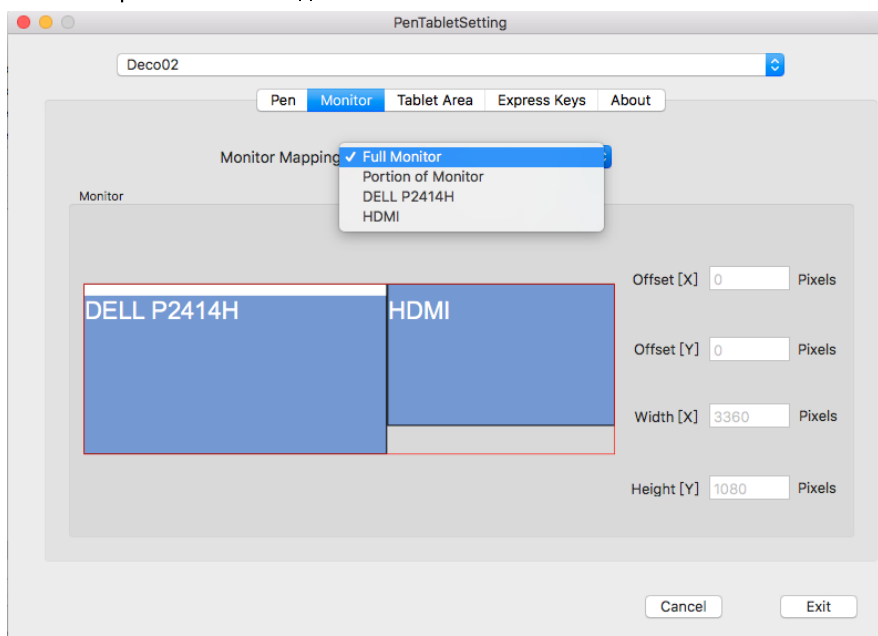 PenTabletSetting
Deco02
Pen Monitor Tablet Area Express Keys About
Monitor Mapping ✓ Full Monitor
Portion of Monitor
DELL P2414H
HDMI
Monitor
DELL P2414H HDMI
Offset [X] 0 Pixels
Offset [Y] 0 Pixels
Width [X] 3360 Pixels
Height [Y] 1080 Pixels
Cancel Exit